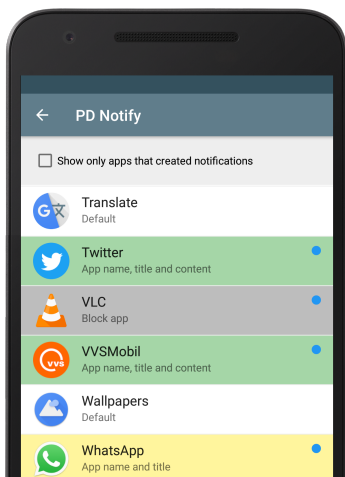 PD Notify
Show only apps that created notifications
Translate
Default
Twitter
App name, title and content
VLC
Block app
VVSMobil
App name, title and content
Wallpapers
Default
WhatsApp
App name and title